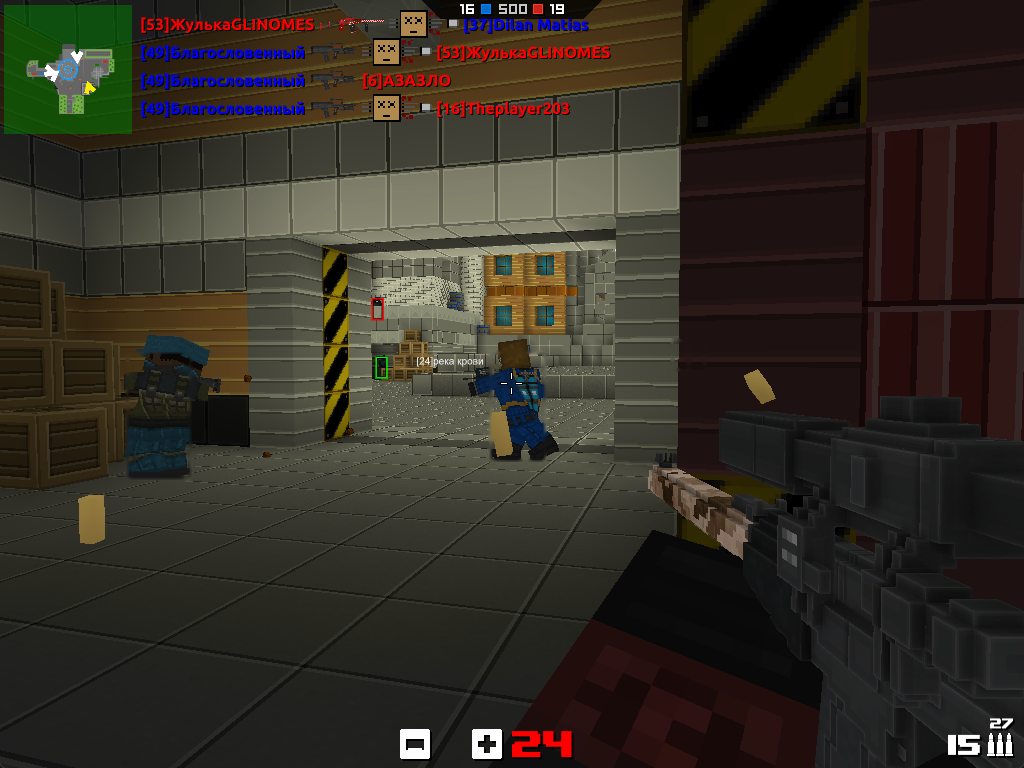 16 500 19
[53]ЖулькаGLINOMES [37]Dilan Matias
[49]Благословенный [53]ЖулькаGLINOMES
[49]Благословенный [6]АЗАЗЛО
[49]Благословенный [16]Theplayer203
[24]река крови
27
24 15